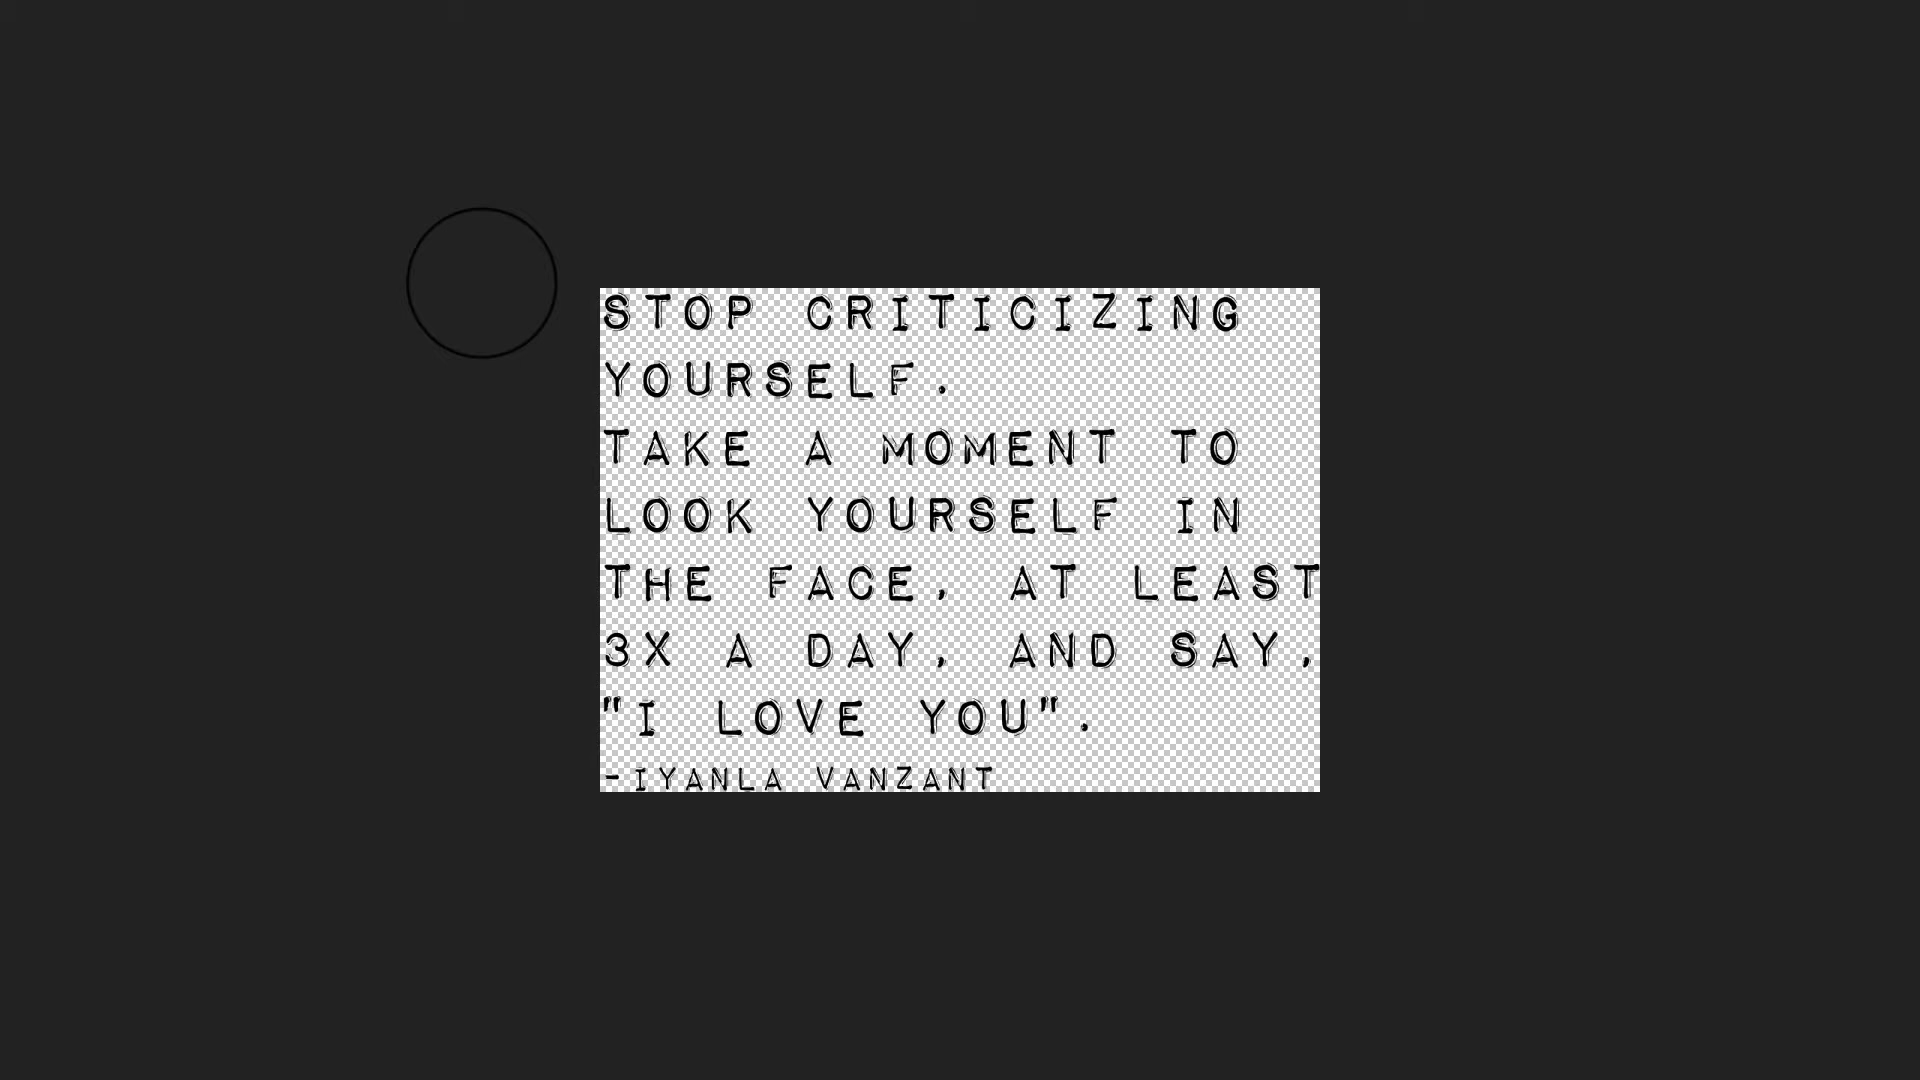 STOP CRITICIZING
YOURSELF.
TAKE A MOMENT TO
LOOK YOURSELF IN
THE FACE, AT LEAST
3X A DAY, AND SAY,
"I LOVE YOU".
-IYANLA VANZANT